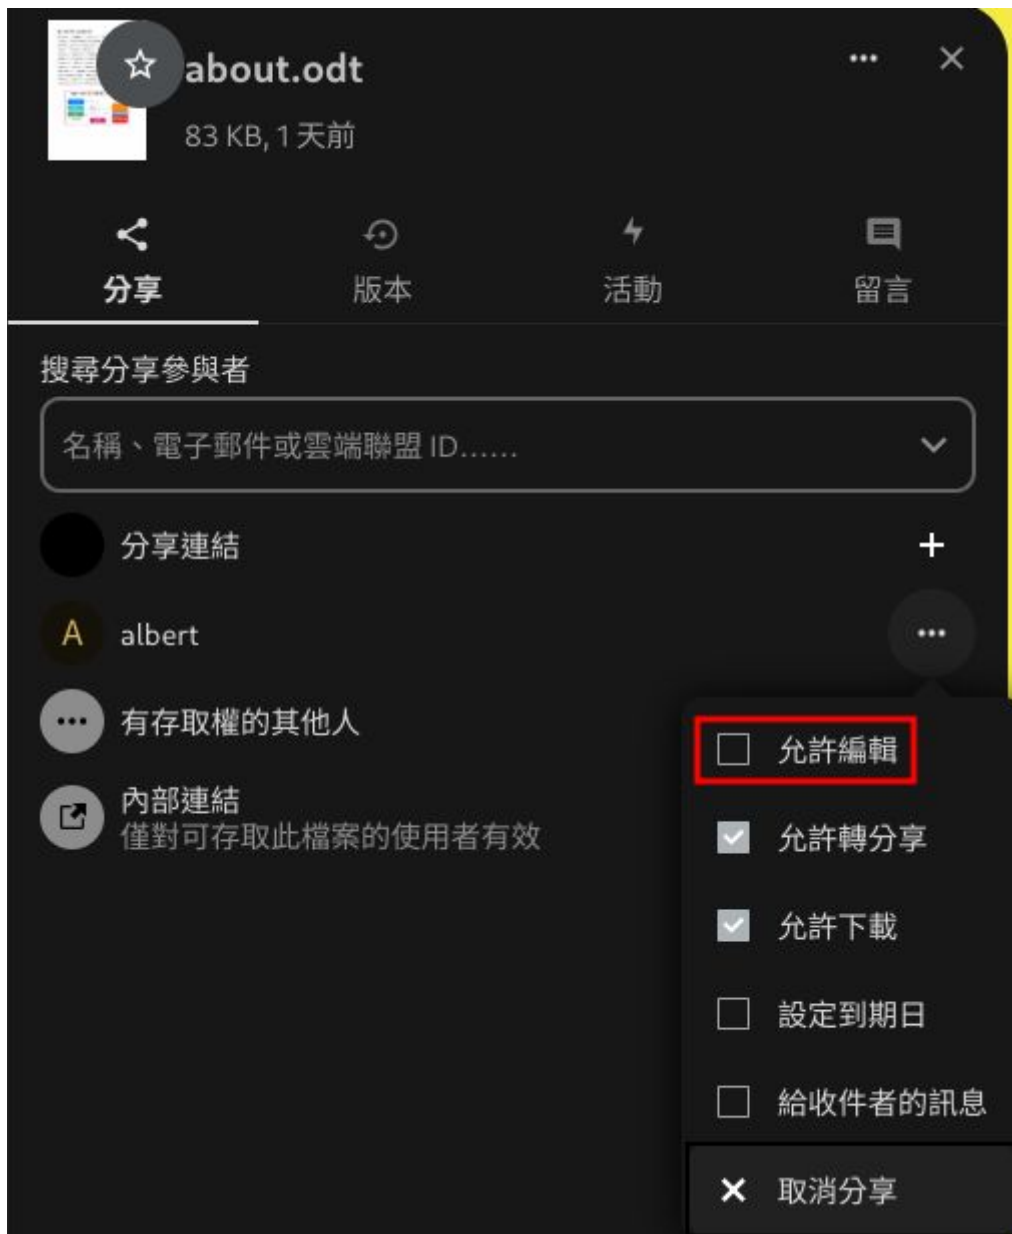 about.odt
83 KB, 1 天前
分享
版本
活動
留言
搜尋分享參與者
名稱、電子郵件或雲端聯盟 ID……
分享連結
A
albert
有存取權的其他人
內部連結
僅對可存取此檔案的使用者有效
允許編輯
允許轉分享
允許下載
設定到期日
給收件者的訊息
取消分享